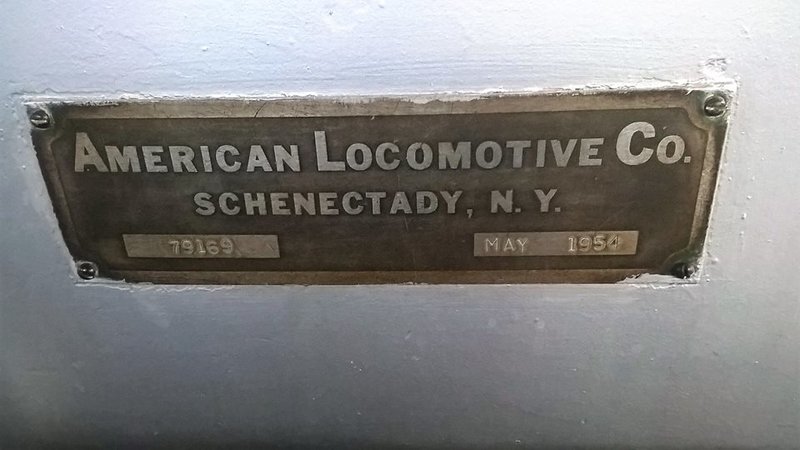 AMERICAN LOCOMOTIVE CO.
SCHENECTADY, N. Y.
79169 MAY 1954